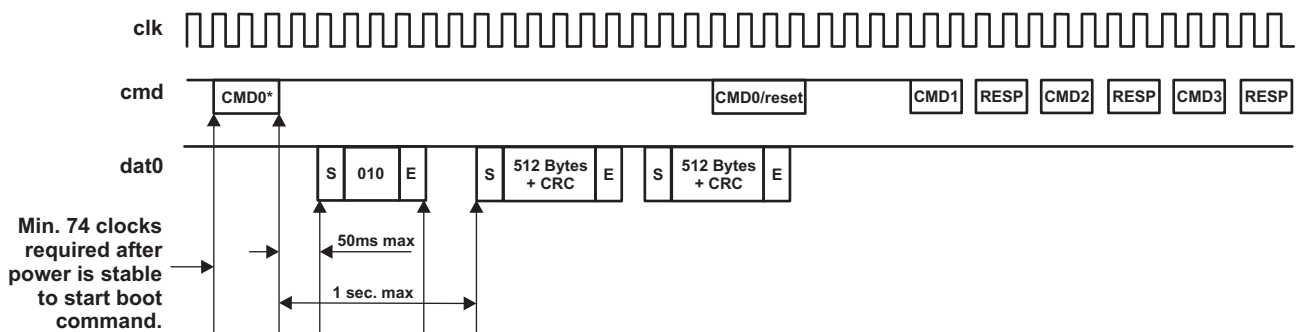 clk
cmd
CMD0*
CMD0/reset
CMD1
RESP
CMD2
RESP
CMD3
RESP
dat0
S
010
E
S
512 Bytes
+ CRC
E
S
512 Bytes
+ CRC
E
Min. 74 clocks
required after
power is stable
to start boot
command.
50ms max
1 sec. max